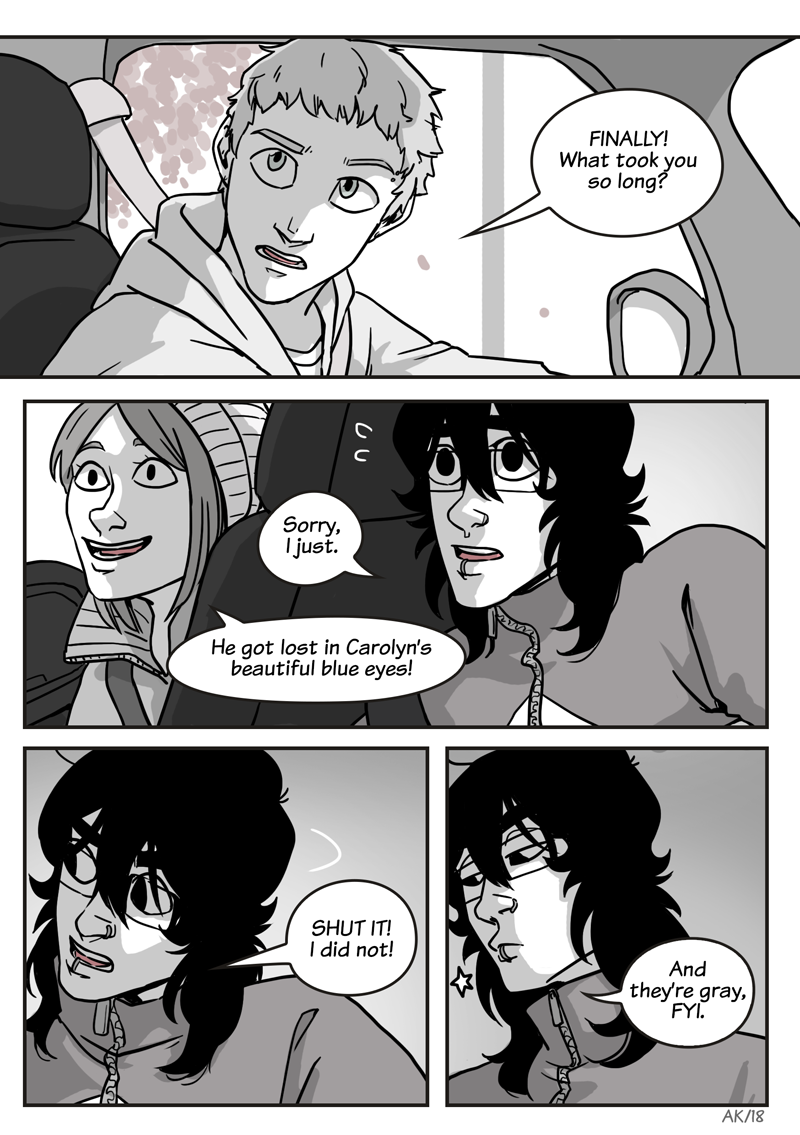 FINALLY!
What took you
so long?
Sorry,
I just.
He got lost in Carolyn's
beautiful blue eyes!
SHUT IT!
I did not!
And
they're gray,
FYI.
AK/18